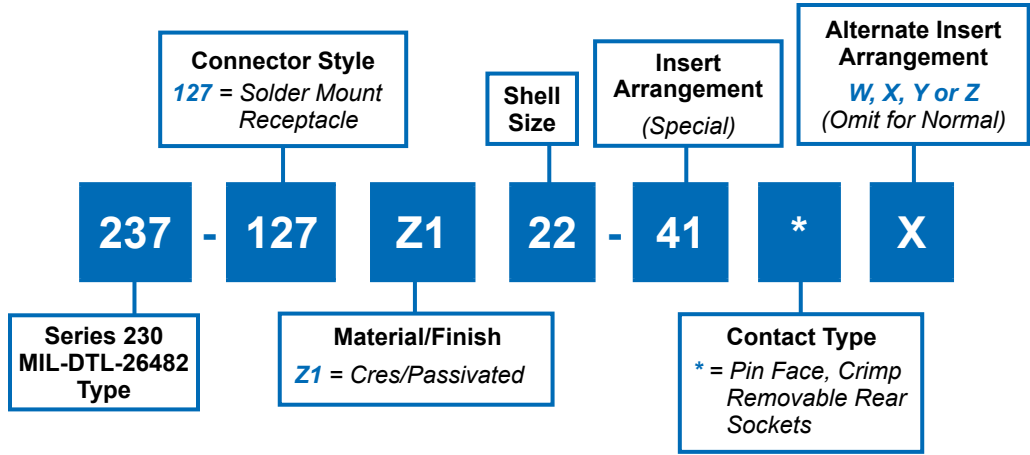 Connector Style
127 = Solder Mount
Receptacle
Shell
Size
Insert
Arrangement
(Special)
Alternate Insert
Arrangement
W, X, Y or Z
(Omit for Normal)
237 - 127 Z1 22 - 41 * X
Series 230
MIL-DTL-26482
Type
Material/Finish
Z1 = Cres/Passivated
Contact Type
* = Pin Face, Crimp
Removable Rear
Sockets